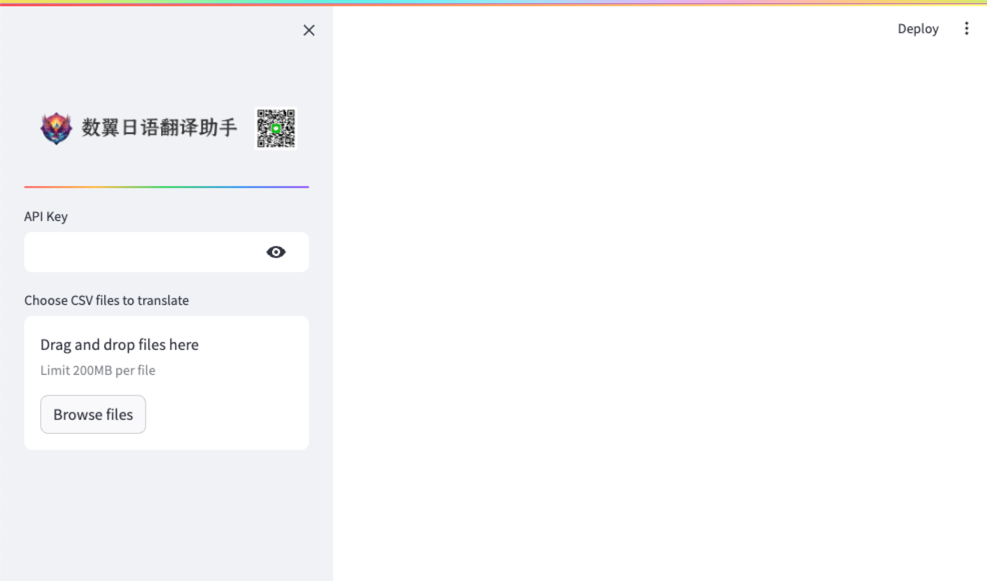 Deploy
数翼日语翻译助手
API Key
Choose CSV files to translate
Drag and drop files here
Limit 200MB per file
Browse files